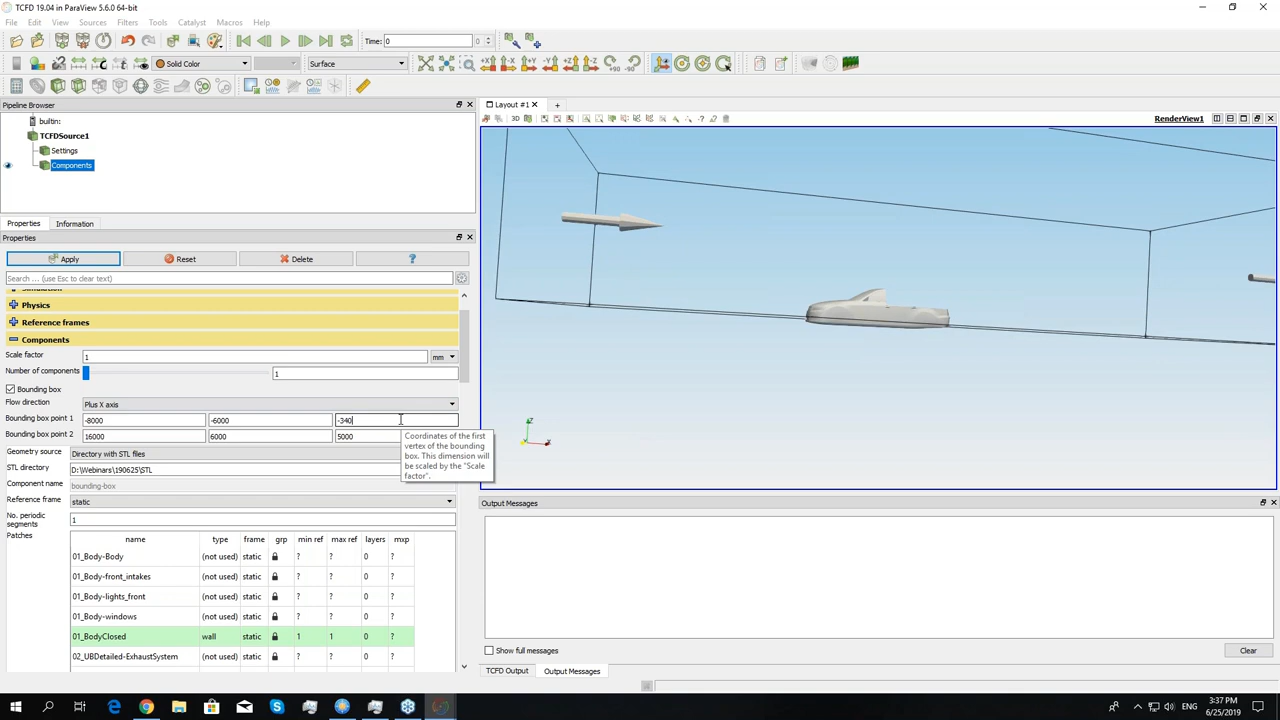 TCFD 19.04 in ParaView 5.6.0 64-bit
File Edit View Sources Filters Tools Catalyst Macros Help
Time: 0 0
Solid Color Surface
+X -X +Y -Y +Z -Z +90 -90
Pipeline Browser
builtin:
TCFDSource1
Settings
Components
Layout #1
3D
RenderView1
Properties Information
Properties
Apply Reset Delete ?
Search ... (use Esc to clear text)
Physics
Reference frames
Components
Scale factor 1 mm
Number of components 1
Bounding box
Flow direction Plus X axis
Bounding box point 1 -8000 -6000 -340
Bounding box point 2 16000 6000 5000
Geometry source Directory with STL files
STL directory D:\Webinars\190625\STL
Component name bounding-box
Reference frame static
No. periodic segments 1
Patches
name type frame grp min ref max ref layers mxp
01_Body-Body (not used) static ? ? 0 ?
01_Body-front_intakes (not used) static ? ? 0 ?
01_Body-lights_front (not used) static ? ? 0 ?
01_Body-windows (not used) static ? ? 0 ?
01_BodyClosed wall static 1 1 0 ?
02_UBDetailed-ExhaustSystem (not used) static ? ? 0 ?
Coordinates of the first
vertex of the bounding
box. This dimension will
be scaled by the "Scale
factor".
Z
Y X
Output Messages
Show full messages Clear
TCFD Output Output Messages
3:37 PM
6/25/2019